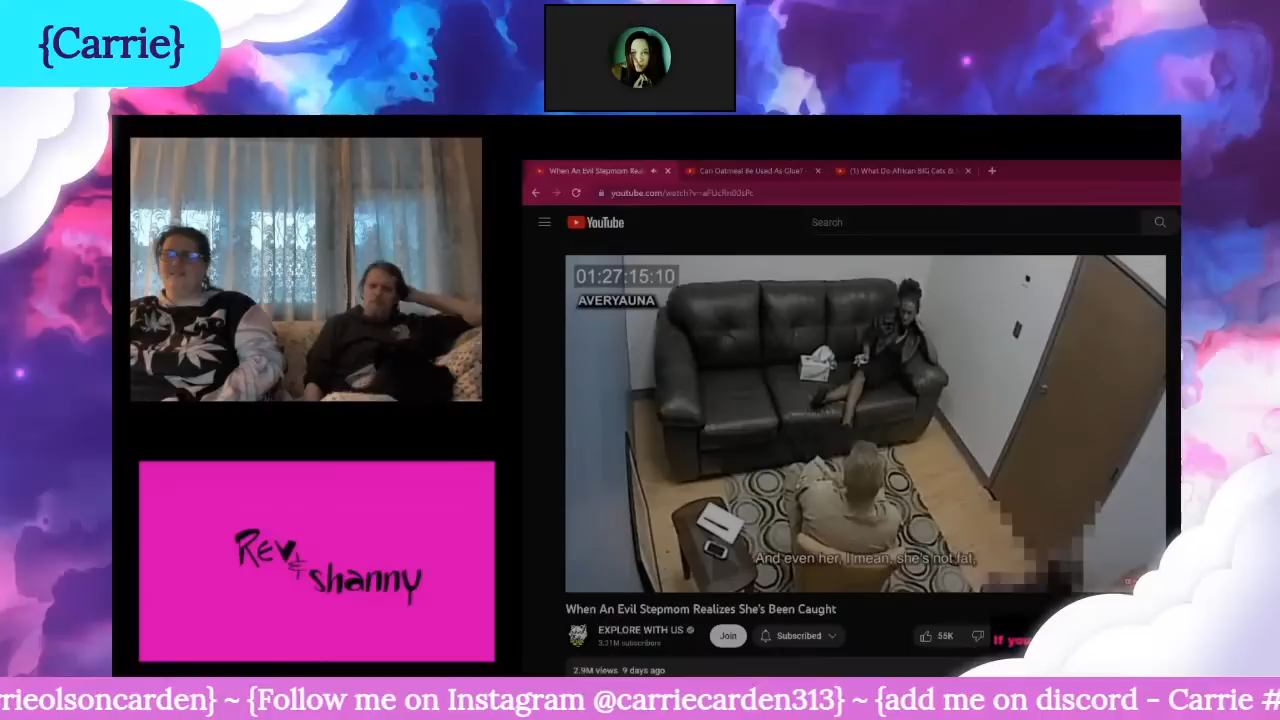 {Carrie}
When An Evil Stepmom Real
Can Oatmeal Be Used As Glue? -
(1) What Do African BIG Cats &
youtube.com/watch?v=aFUcRn00sPc
YouTube
Search
01:27:15:10
AVERYAUNA
And even her, I mean, she's not fat,
Rev &
shanny
When An Evil Stepmom Realizes She's Been Caught
EXPLORE WITH US
subscribers
Join
Subscribed
55K
If you
2.9M views 9 days ago
rrieolsoncarden} ~ {Follow me on Instagram @carriecarden313} ~ {add me on discord - Carrie #